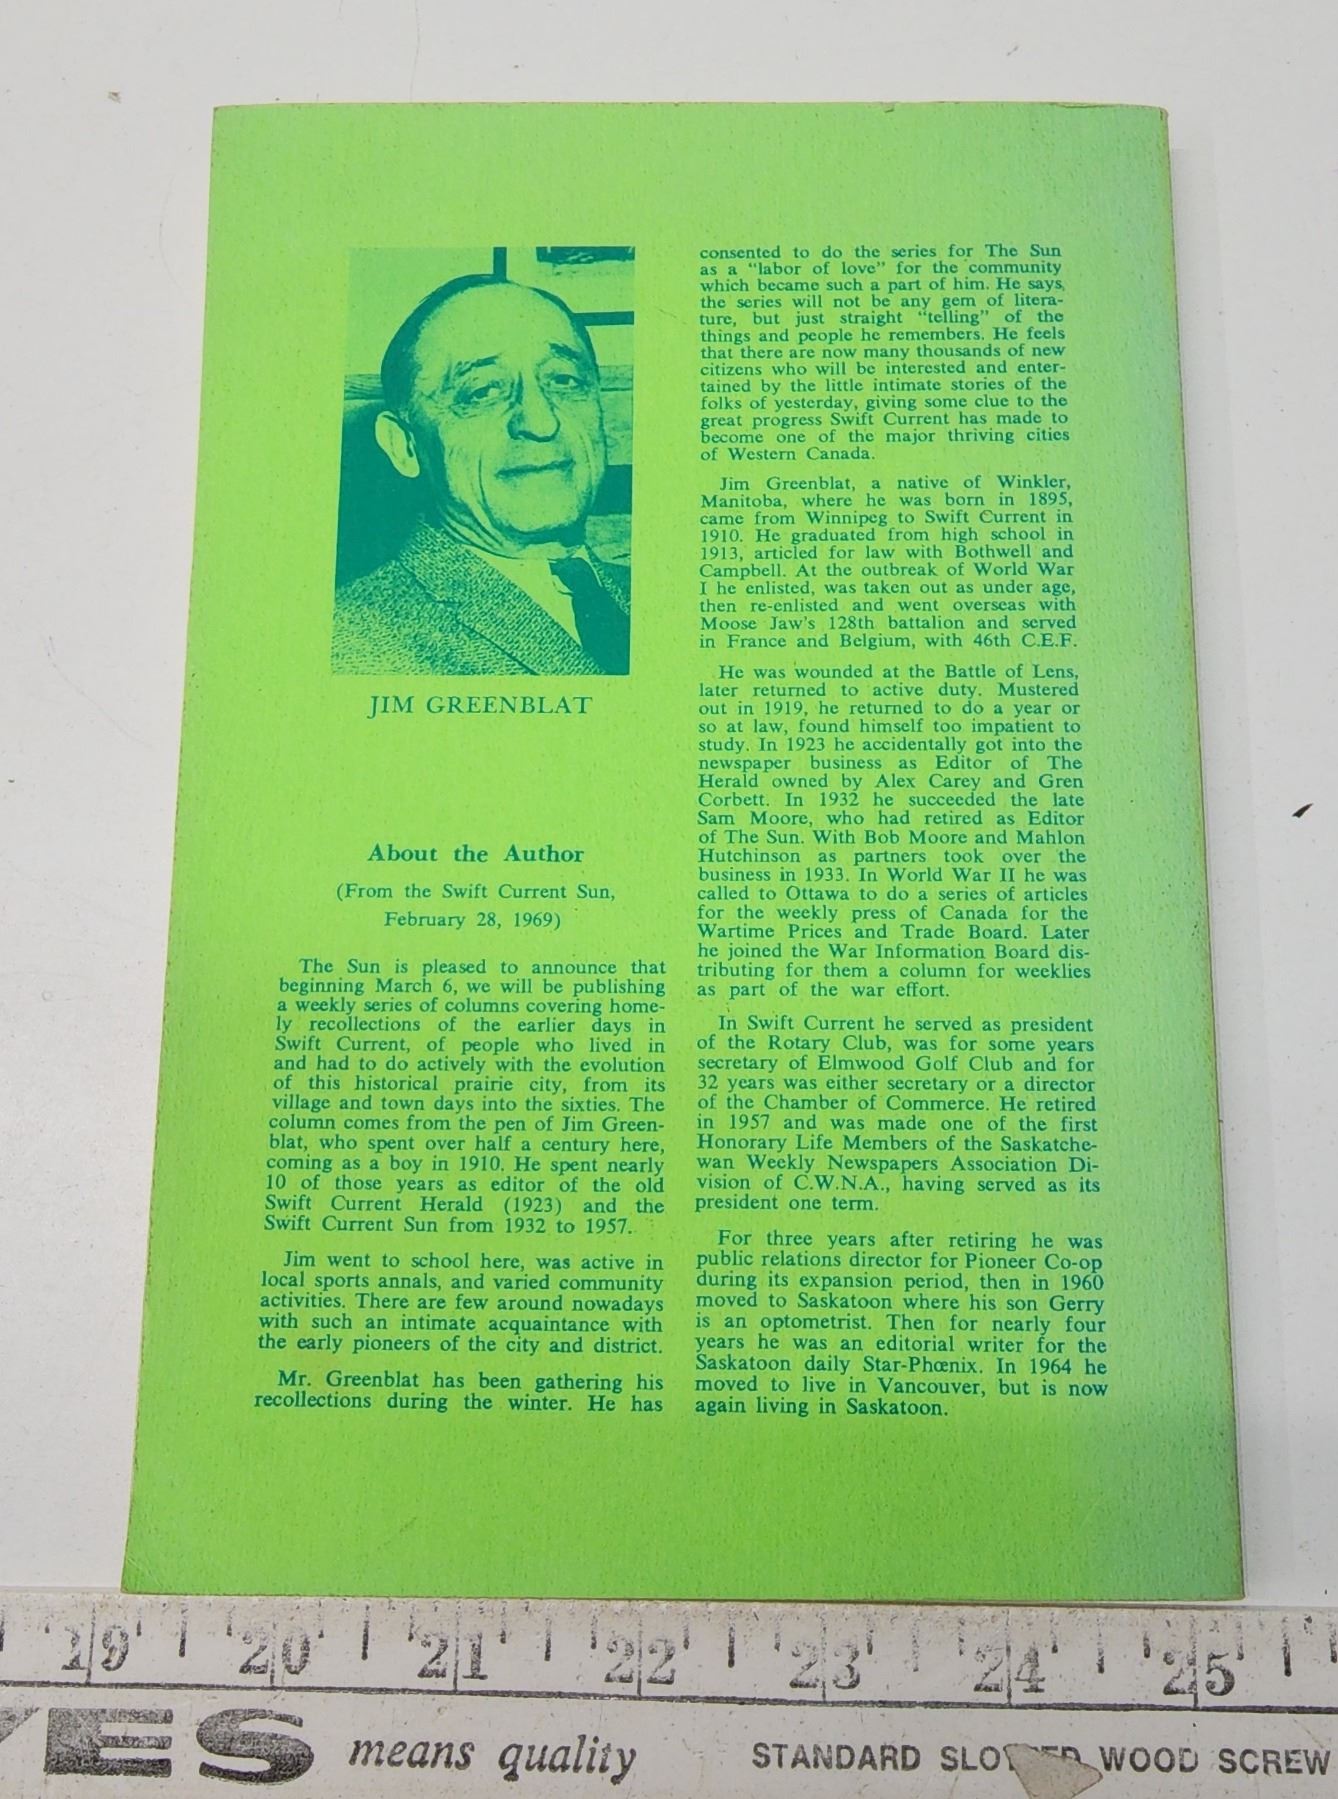 JIM GREENBLAT
About the Author
(From the Swift Current Sun,
February 28, 1969)
The Sun is pleased to announce that
beginning March 6, we will be publishing
a weekly series of columns covering home-
ly recollections of the earlier days in
Swift Current, of people who lived in
and had to do actively with the evolution
of this historical prairie city, from its
village and town days into the sixties. The
column comes from the pen of Jim Green-
blat, who spent over half a century here,
coming as a boy in 1910. He spent nearly
10 of those years as editor of the old
Swift Current Herald (1923) and the
Swift Current Sun from 1932 to 1957.
Jim went to school here, was active in
local sports annals, and varied community
activities. There are few around nowadays
with such an intimate acquaintance with
the early pioneers of the city and district.
Mr. Greenblat has been gathering his
recollections during the winter. He has
consented to do the series for The Sun
as a "labor of love" for the community
which became such a part of him. He says,
the series will not be any gem of litera-
ture, but just straight "telling" of the
things and people he remembers. He feels
that there are now many thousands of new
citizens who will be interested and enter-
tained by the little intimate stories of the
folks of yesterday, giving some clue to the
great progress Swift Current has made to
become one of the major thriving cities
of Western Canada.
Jim Greenblat, a native of Winkler,
Manitoba, where he was born in 1895,
came from Winnipeg to Swift Current in
1910. He graduated from high school in
1913, articled for law with Bothwell and
Campbell. At the outbreak of World War
I he enlisted, was taken out as under age,
then re-enlisted and went overseas with
Moose Jaw's 128th battalion and served
in France and Belgium, with 46th C.E.F.
He was wounded at the Battle of Lens,
later returned to active duty. Mustered
out in 1919, he returned to do a year or
so at law, found himself too impatient to
study. In 1923 he accidentally got into the
newspaper business as Editor of The
Herald owned by Alex Carey and Gren
Corbett. In 1932 he succeeded the late
Sam Moore, who had retired as Editor
of The Sun. With Bob Moore and Mahlon
Hutchinson as partners took over the
business in 1933. In World War II he was
called to Ottawa to do a series of articles
for the weekly press of Canada for the
Wartime Prices and Trade Board. Later
he joined the War Information Board dis-
tributing for them a column for weeklies
as part of the war effort.
In Swift Current he served as president
of the Rotary Club, was for some years
secretary of Elmwood Golf Club and for
32 years was either secretary or a director
of the Chamber of Commerce. He retired
in 1957 and was made one of the first
Honorary Life Members of the Saskatche-
wan Weekly Newspapers Association Di-
vision of C.W.N.A., having served as its
president one term.
For three years after retiring he was
public relations director for Pioneer Co-op
during its expansion period, then in 1960
moved to Saskatoon where his son Gerry
is an optometrist. Then for nearly four
years he was an editorial writer for the
Saskatoon daily Star-Phœnix. In 1964 he
moved to live in Vancouver, but is now
again living in Saskatoon.
19 20 21 22 23 24 25
YES means quality STANDARD WOOD SCREW